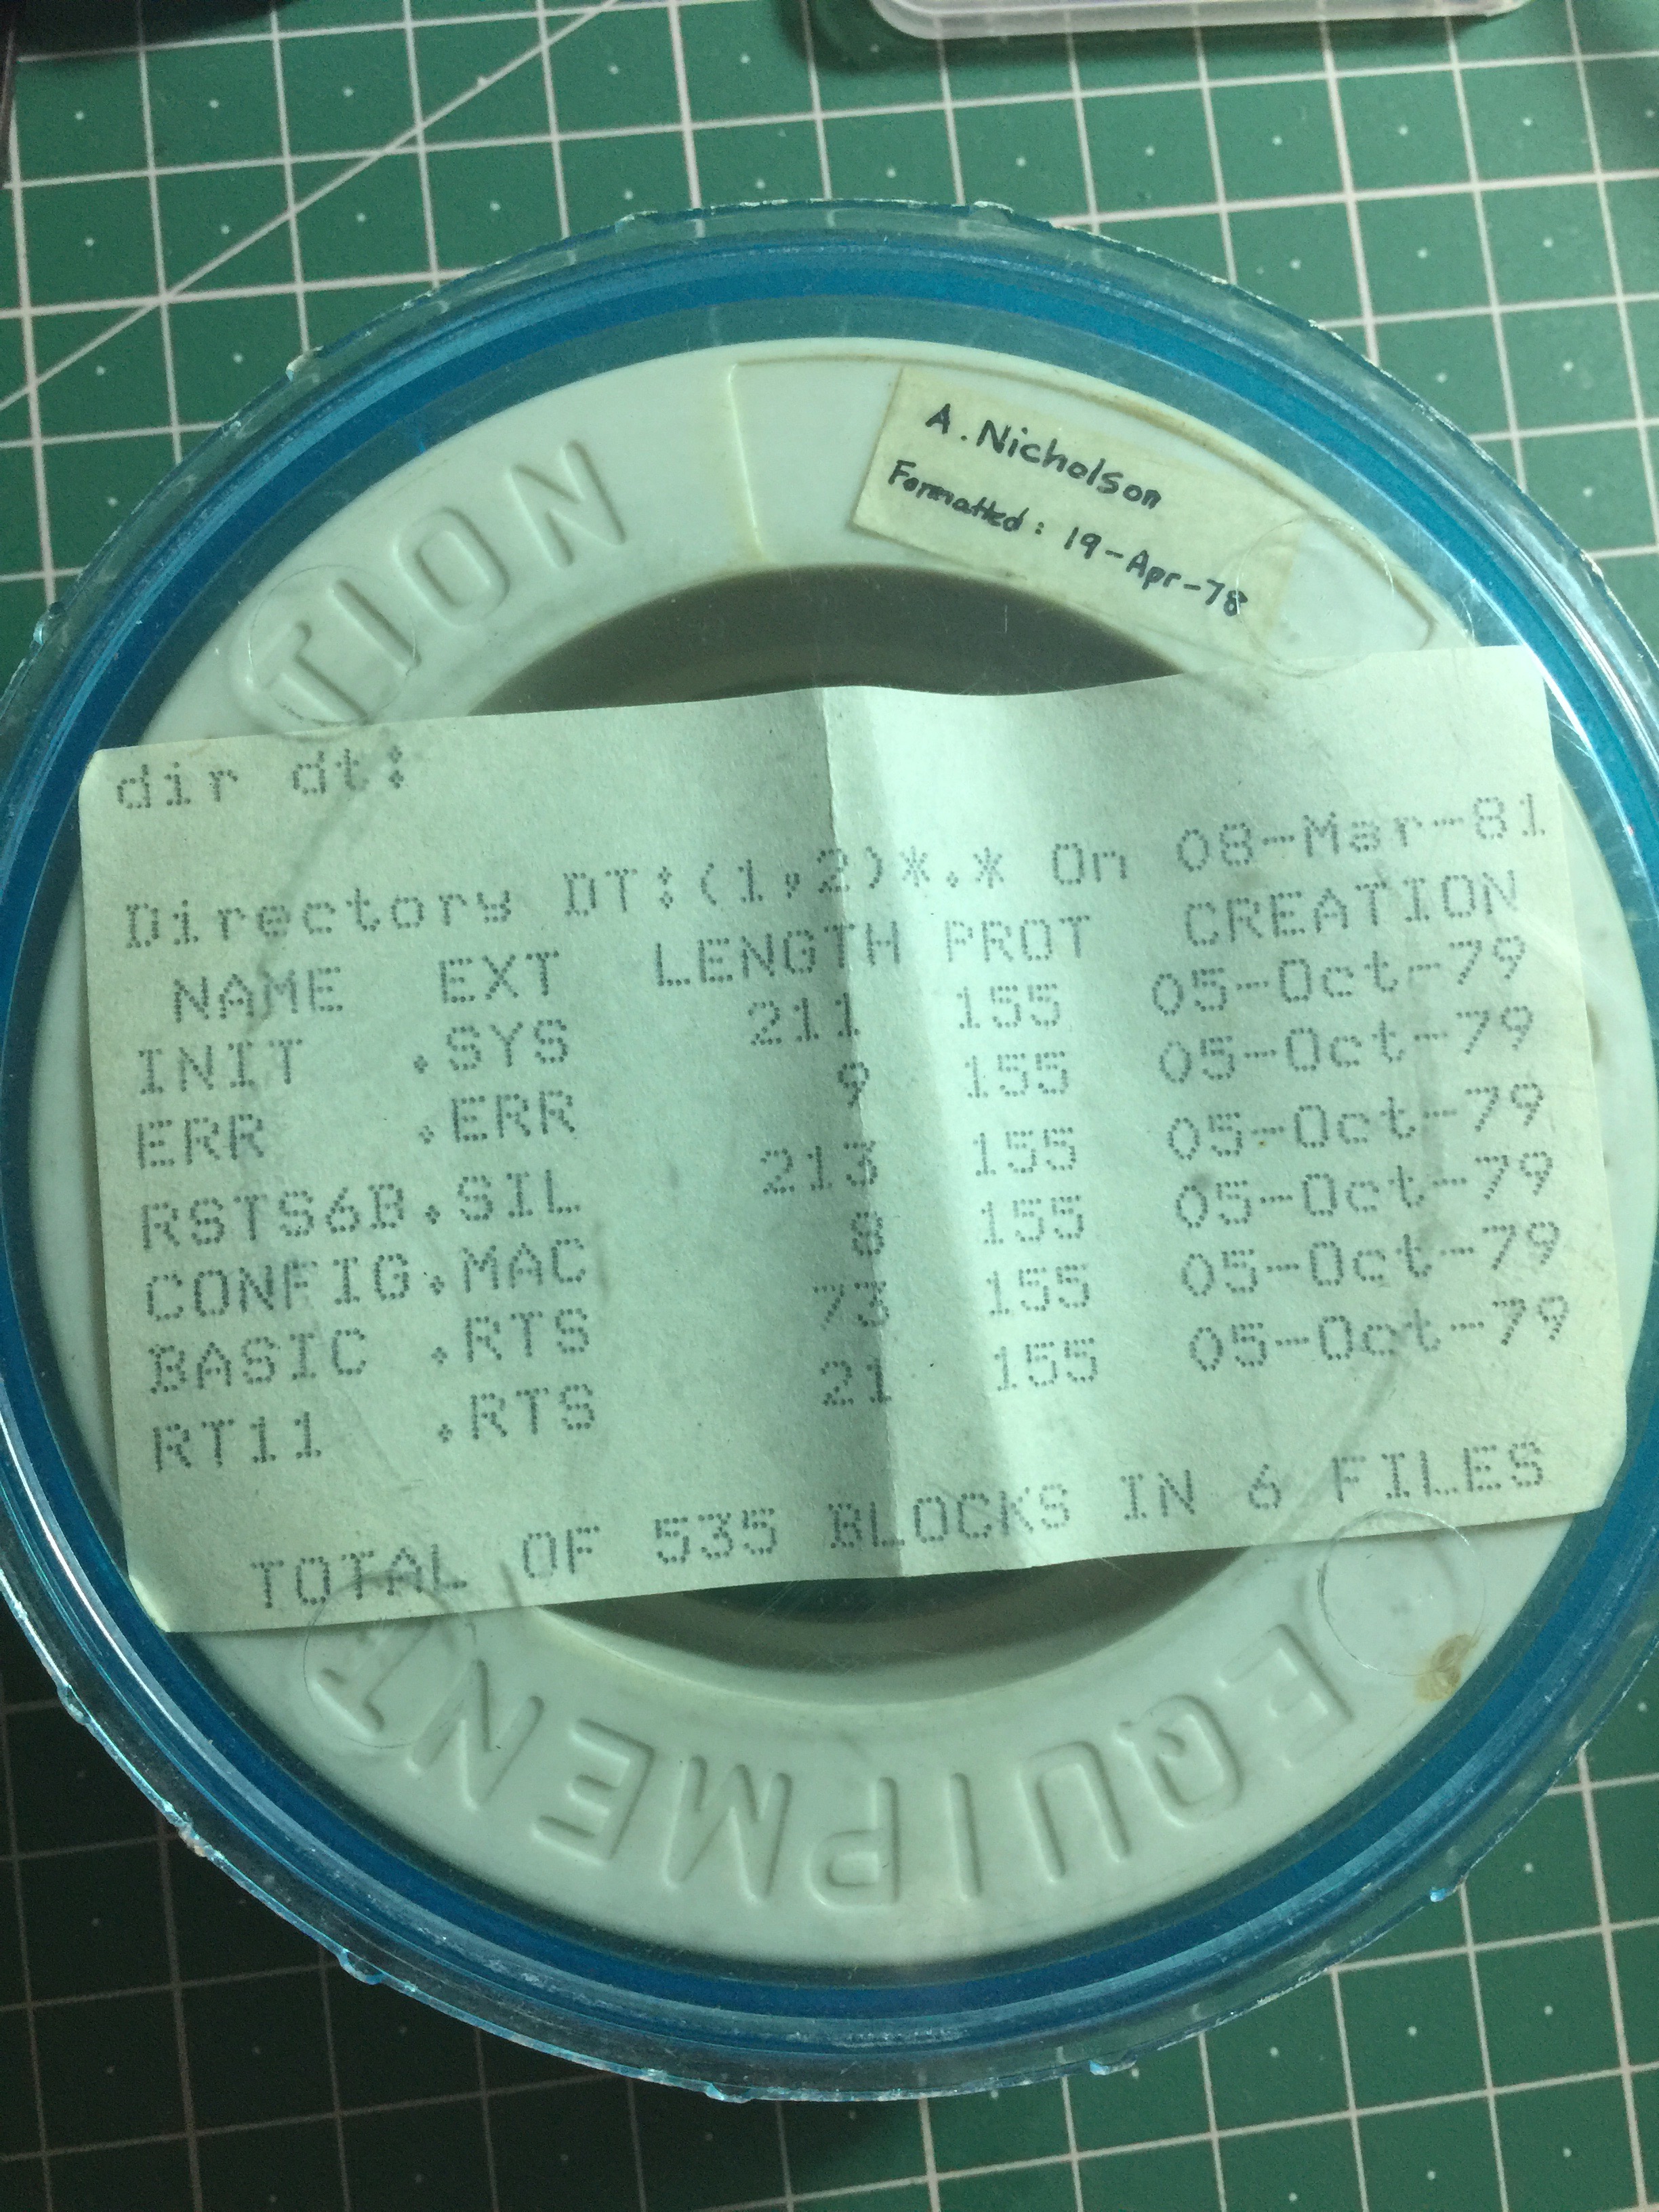 TION
A. Nicholson
Formatted: 19-Apr-78
dir dt:
Directory DT:(1,2)*.* On 08-Mar-81
NAME EXT LENGTH PROT CREATION
INIT .SYS 211 155 05-Oct-79
ERR .ERR 9 155 05-Oct-79
RSTS6B.SIL 213 155 05-Oct-79
CONFIG.MAC 8 155 05-Oct-79
BASIC .RTS 73 155 05-Oct-79
RT11 .RTS 21 155 05-Oct-79
TOTAL OF 535 BLOCKS IN 6 FILES
EQUIPMENT